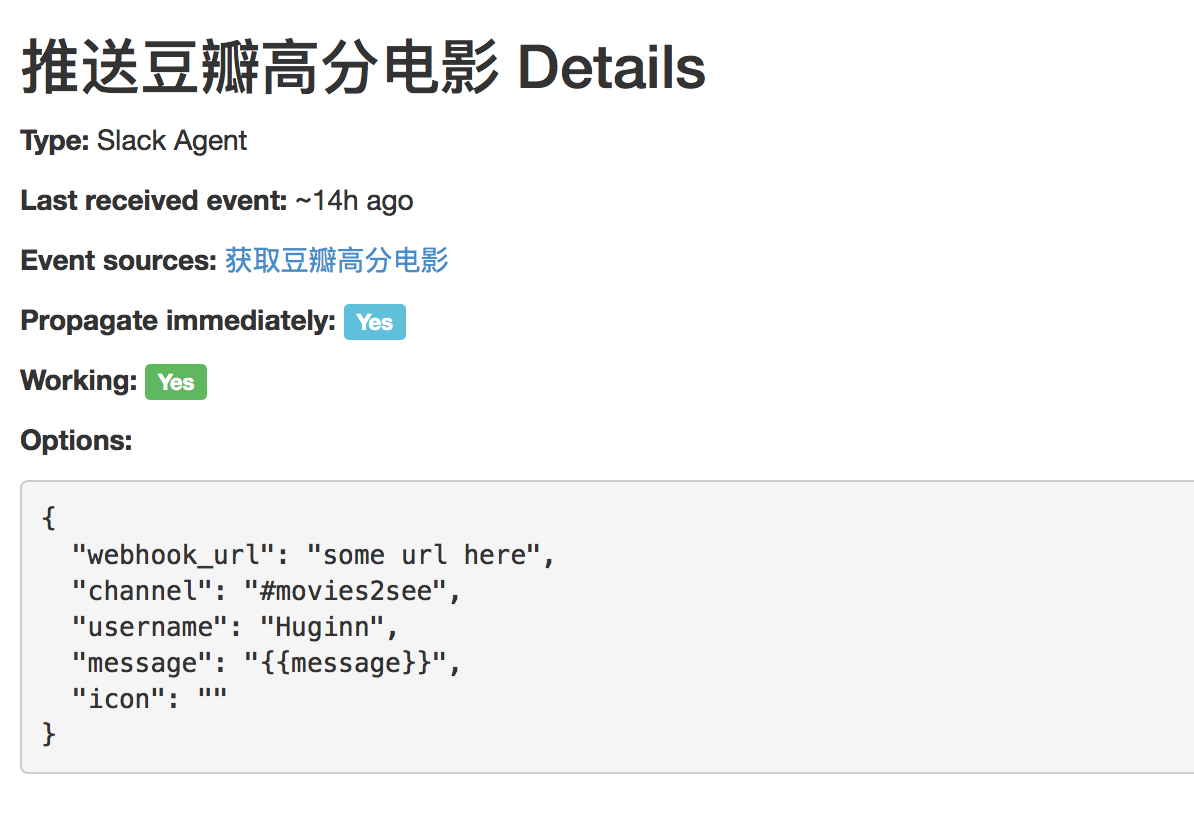 推送豆瓣高分电影 Details
Type: Slack Agent
Last received event: ~14h ago
Event sources: 获取豆瓣高分电影
Propagate immediately: Yes
Working: Yes
Options:
{
  "webhook_url": "some url here",
  "channel": "#movies2see",
  "username": "Huginn",
  "message": "{{message}}",
  "icon": ""
}